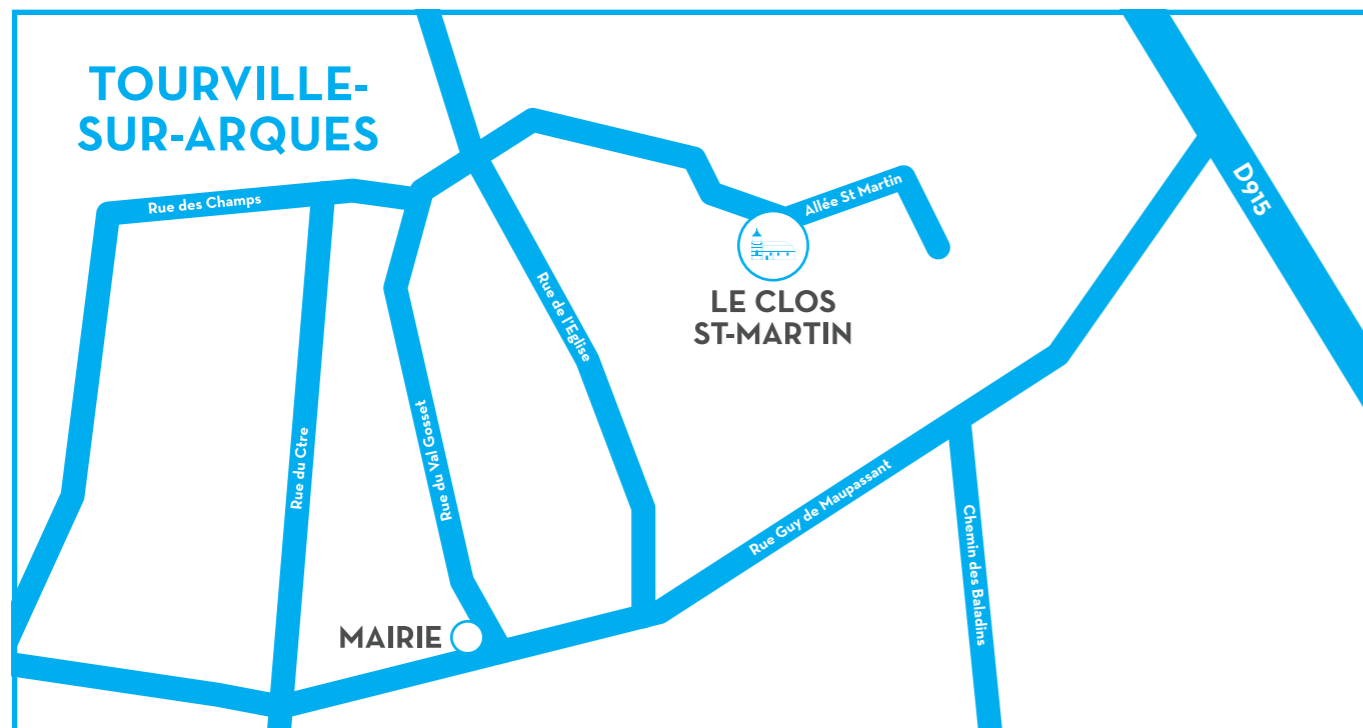 TOURVILLE-
SUR-ARQUES
Rue des Champs
Allée St Martin
D915
LE CLOS
ST-MARTIN
Rue de l'Eglise
Rue du Ctre
Rue du Val Gosset
Rue Guy de Maupassant
Chemin des Baladins
MAIRIE